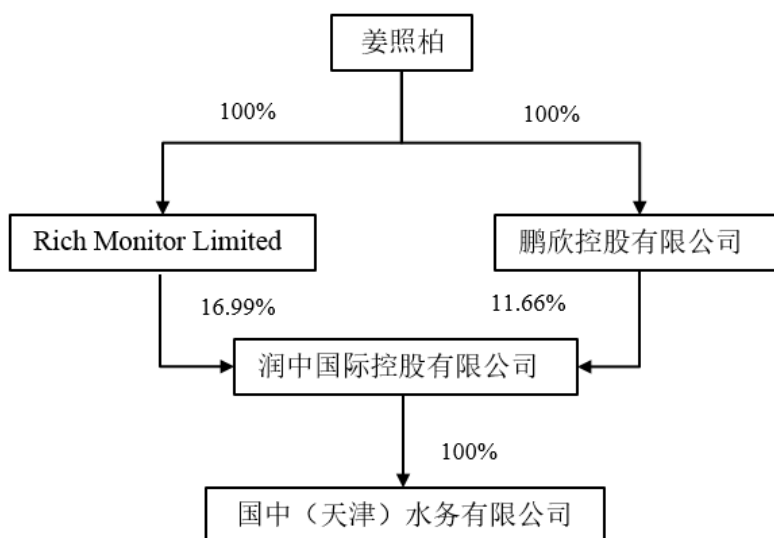 姜照柏
100%
100%
Rich Monitor Limited
鹏欣控股有限公司
16.99%
11.66%
润中国际控股有限公司
100%
国中（天津）水务有限公司